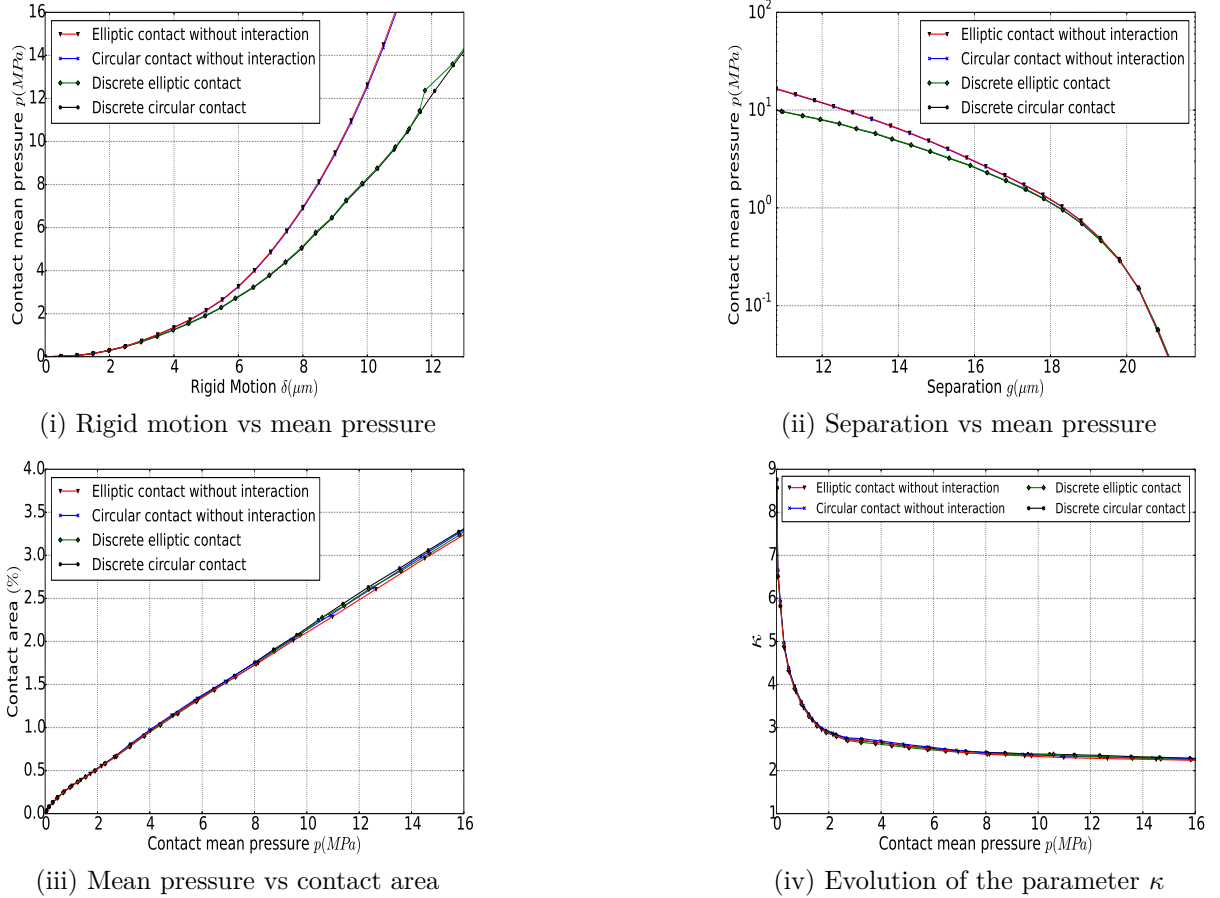 16
14
12
10
8
6
4
2
0
Contact mean pressure p(MPa)
Elliptic contact without interaction
Circular contact without interaction
Discrete elliptic contact
Discrete circular contact
0 2 4 6 8 10 12
Rigid Motion δ(μm)
(i) Rigid motion vs mean pressure
10^2
10^1
10^0
10^-1
Contact mean pressure p(MPa)
Elliptic contact without interaction
Circular contact without interaction
Discrete elliptic contact
Discrete circular contact
12 14 16 18 20
Separation g(μm)
(ii) Separation vs mean pressure
4.0
3.5
3.0
2.5
2.0
1.5
1.0
0.5
0.0
Contact area (%)
Elliptic contact without interaction
Circular contact without interaction
Discrete elliptic contact
Discrete circular contact
0 2 4 6 8 10 12 14 16
Contact mean pressure p(MPa)
(iii) Mean pressure vs contact area
9
8
7
6
5
4
3
2
1
κ
Elliptic contact without interaction
Circular contact without interaction
Discrete elliptic contact
Discrete circular contact
0 2 4 6 8 10 12 14 16
Contact mean pressure p(MPa)
(iv) Evolution of the parameter κ